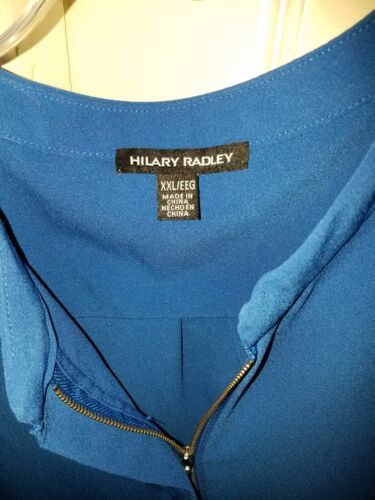 HILARY RADLEY
XXL/EEG
MADE IN
CHINA
HECHO EN
CHINA